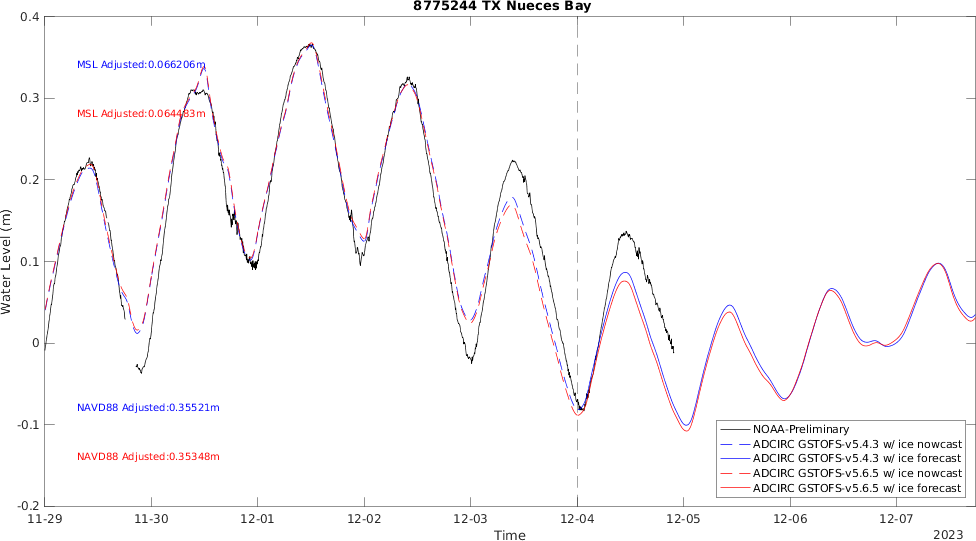 8775244 TX Nueces Bay
0.4
0.3
0.2
0.1
0
-0.1
-0.2
Water Level (m)
MSL Adjusted:0.066206m
MSL Adjusted:0.064483m
NAVD88 Adjusted:0.35521m
NAVD88 Adjusted:0.35348m
NOAA-Preliminary
ADCIRC GSTOFS-v5.4.3 w/ ice nowcast
ADCIRC GSTOFS-v5.4.3 w/ ice forecast
ADCIRC GSTOFS-v5.6.5 w/ ice nowcast
ADCIRC GSTOFS-v5.6.5 w/ ice forecast
11-29 11-30 12-01 12-02 12-03 12-04 12-05 12-06 12-07
Time
2023